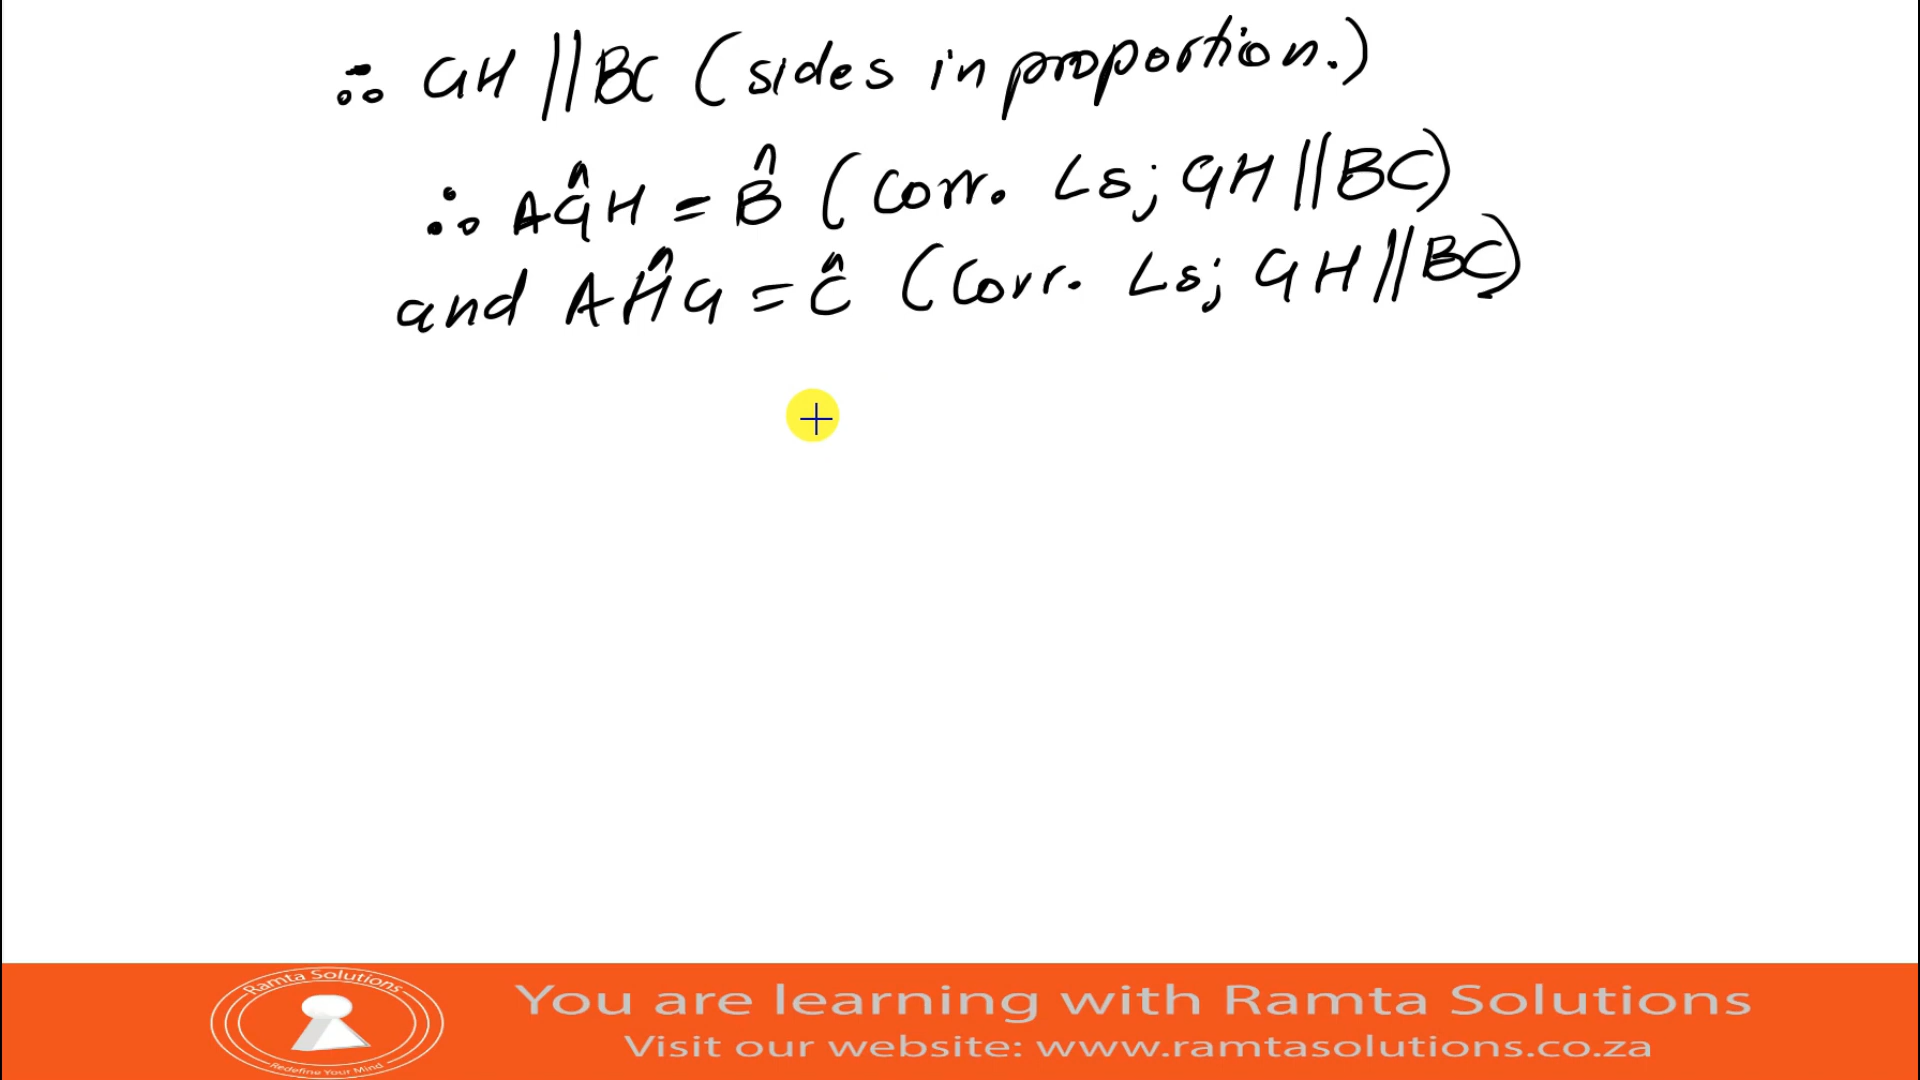 ∴ GH || BC (sides in proportion.)
∴ AĜH = B̂ (Corr. ∠s; GH || BC)
and AĤG = Ĉ (Corr. ∠s; GH || BC)
Ramta Solutions
Redefine Your Mind
You are learning with Ramta Solutions
Visit our website: www.ramtasolutions.co.za